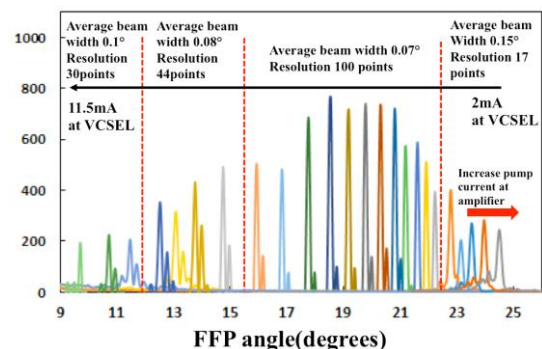 Average beam
width 0.1°
Resolution
30points
Average beam
width 0.08°
Resolution
44points
Average beam width 0.07°
Resolution 100 points
Average beam
Width 0.15°
Resolution 17
points
1000
800
600
400
200
0
11.5mA
at VCSEL
2mA
at VCSEL
Increase pump
current at
amplifier
9 11 13 15 17 19 21 23 25
FFP angle(degrees)